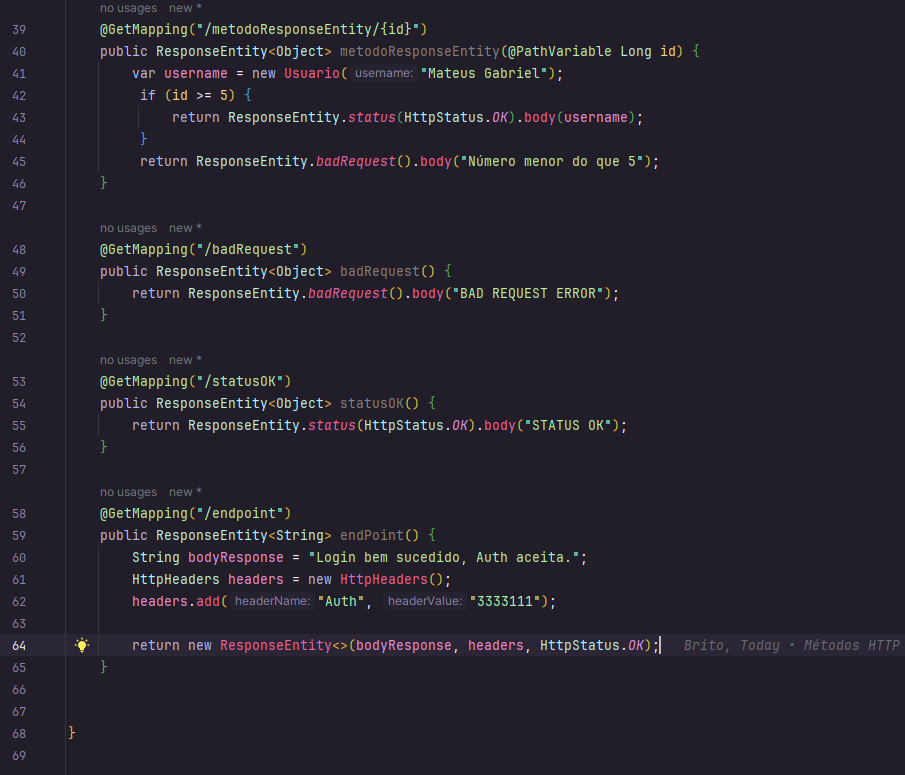 no usages new *
39 @GetMapping("/metodoResponseEntity/{id}")
40 public ResponseEntity<Object> metodoResponseEntity(@PathVariable Long id) {
41 var username = new Usuario( username: "Mateus Gabriel");
42 if (id >= 5) {
43 return ResponseEntity.status(HttpStatus.OK).body(username);
44 }
45 return ResponseEntity.badRequest().body("Número menor do que 5");
46 }
47
no usages new *
48 @GetMapping("/badRequest")
49 public ResponseEntity<Object> badRequest() {
50 return ResponseEntity.badRequest().body("BAD REQUEST ERROR");
51 }
52
no usages new *
53 @GetMapping("/statusOK")
54 public ResponseEntity<Object> statusOK() {
55 return ResponseEntity.status(HttpStatus.OK).body("STATUS OK");
56 }
57
no usages new *
58 @GetMapping("/endpoint")
59 public ResponseEntity<String> endPoint() {
60 String bodyResponse = "Login bem sucedido, Auth aceita.";
61 HttpHeaders headers = new HttpHeaders();
62 headers.add( headerName: "Auth", headerValue: "3333111");
63
64 return new ResponseEntity<>(bodyResponse, headers, HttpStatus.OK); Brito, Today • Métodos HTTP
65 }
66
67
68 }
69